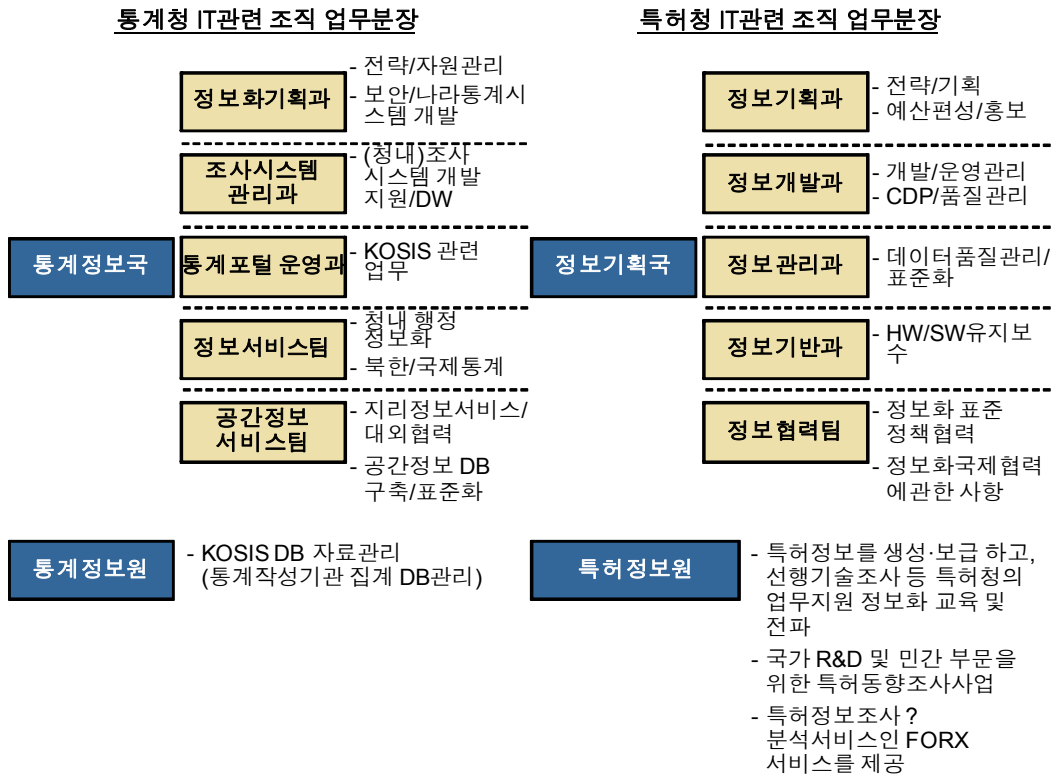 통계청 IT관련 조직 업무분장
정보화기획과
- 전략/자원관리
- 보안/나라통계시
스템 개발
조사시스템
관리과
- (청내)조사
시스템 개발
지원/DW
통계정보국
통계포털 운영과
- KOSIS 관련
업무
정보서비스팀
- 청내 행정
정보화
- 북한/국제통계
공간정보
서비스팀
- 지리정보서비스/
대외협력
- 공간정보 DB
구축/표준화
통계정보원
- KOSIS DB 자료관리
(통계작성기관 집계 DB관리)
특허청 IT관련 조직 업무분장
정보기획과
- 전략/기획
- 예산편성/홍보
정보개발과
- 개발/운영관리
- CDP/품질관리
정보기획국
정보관리과
- 데이터품질관리/
표준화
정보기반과
- HW/SW유지보
수
정보협력팀
- 정보화 표준
정책협력
- 정보화국제협력
에관한 사항
특허정보원
- 특허정보를 생성·보급 하고,
선행기술조사 등 특허청의
업무지원 정보화 교육 및
전파
- 국가 R&D 및 민간 부문을
위한 특허동향조사사업
- 특허정보조사?
분석서비스인 FORX
서비스를 제공